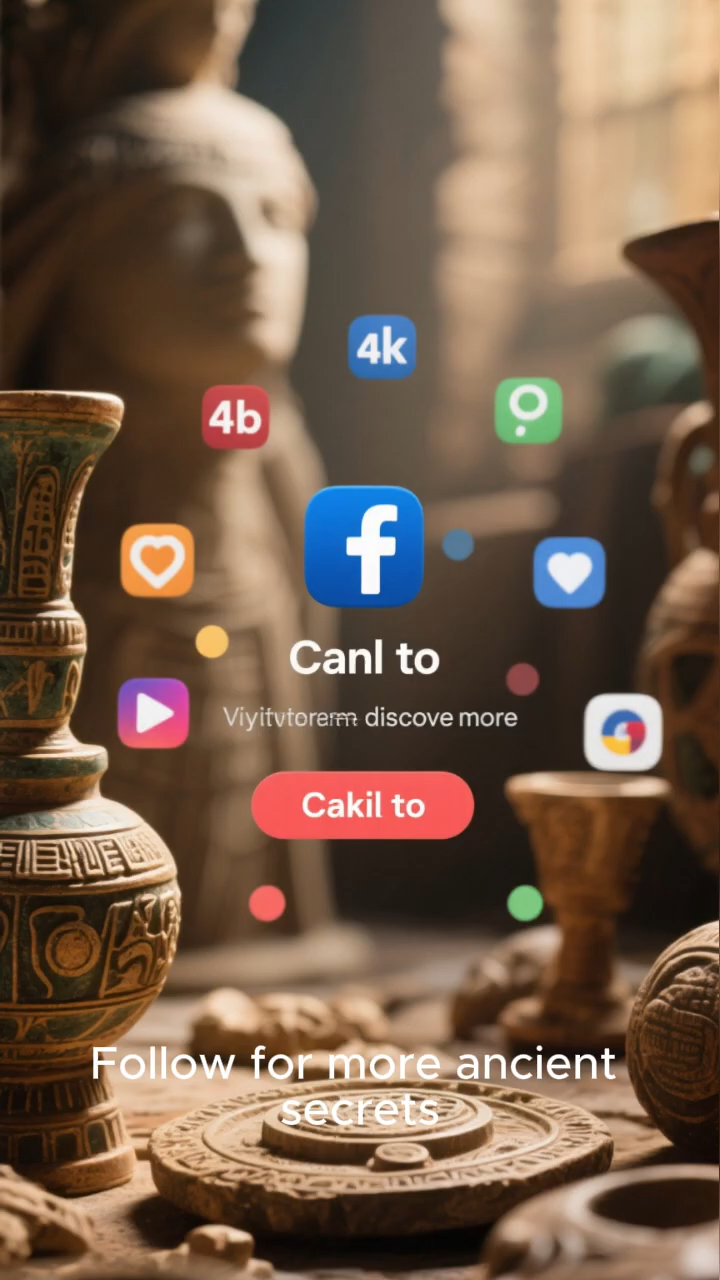 4k
4b
f
Canl to
discove more
Cakil to
Follow for more ancient
secrets